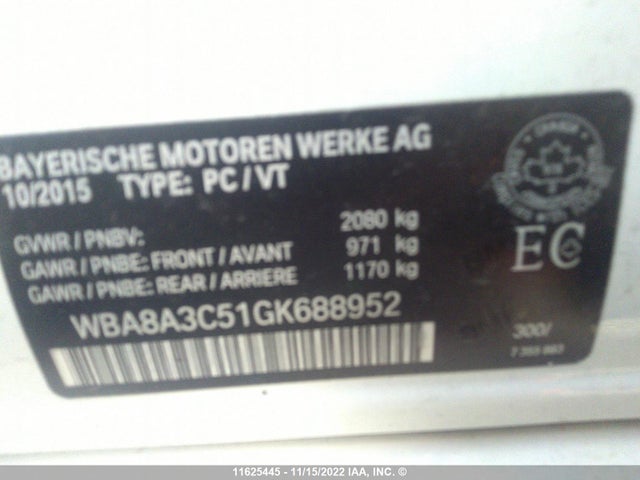 BAYERISCHE MOTOREN WERKE AG
10/2015 TYPE: PC / VT
GVWR / PNBV: 2080 kg
GAWR / PNBE: FRONT / AVANT 971 kg
GAWR / PNBE: REAR / ARRIERE 1170 kg
WBA8A3C51GK688952
EC
300/
11625445 - 11/15/2022 IAA, Inc. ©